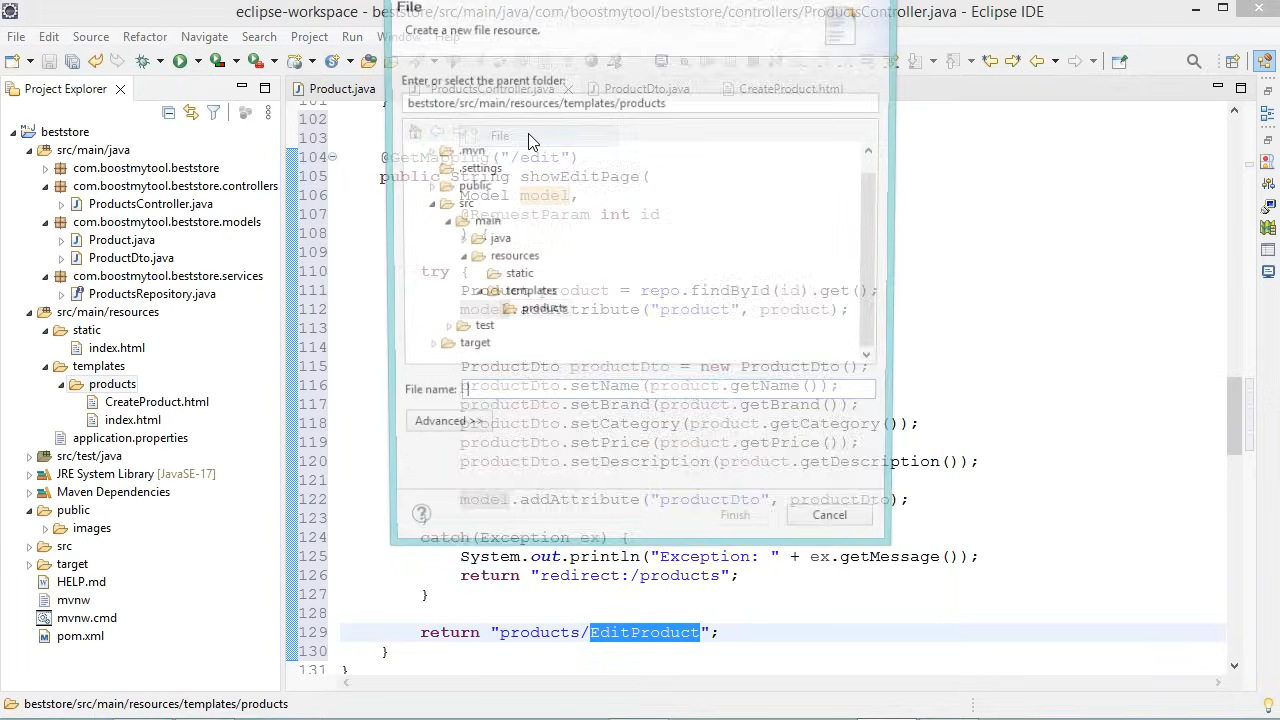 eclipse-workspace - beststore/src/main/java/com/boostmytool/beststore/controllers/ProductsController.java - Eclipse IDE
File Edit Source Refactor Navigate Search Project Run Window Help
Project Explorer
Product.java
ProductsController.java
ProductDto.java
CreateProduct.html
beststore
src/main/java
com.boostmytool.beststore
com.boostmytool.beststore.controllers
ProductsController.java
com.boostmytool.beststore.models
Product.java
ProductDto.java
com.boostmytool.beststore.services
ProductsRepository.java
src/main/resources
static
index.html
templates
products
CreateProduct.html
index.html
application.properties
src/test/java
JRE System Library [JavaSE-17]
Maven Dependencies
public
images
src
target
HELP.md
mvnw
mvnw.cmd
pom.xml
File
Create a new file resource.
Enter or select the parent folder:
beststore/src/main/resources/templates/products
File
.mvn
.settings
public
src
main
java
resources
static
templates
products
test
target
File name:
Advanced >>
Finish
Cancel
101 }
102
103
104 @GetMapping("/edit")
105 public String showEditPage(
106 Model model,
107 @RequestParam int id
108 ) {
109
110 try {
111 Product product = repo.findById(id).get();
112 model.addAttribute("product", product);
113
114
115 ProductDto productDto = new ProductDto();
116 productDto.setName(product.getName());
117 productDto.setBrand(product.getBrand());
118 productDto.setCategory(product.getCategory());
119 productDto.setPrice(product.getPrice());
120 productDto.setDescription(product.getDescription());
121
122 model.addAttribute("productDto", productDto);
123
124 catch(Exception ex) {
125 System.out.println("Exception: " + ex.getMessage());
126 return "redirect:/products";
127 }
128
129 return "products/EditProduct";
130 }
131 }
beststore/src/main/resources/templates/products